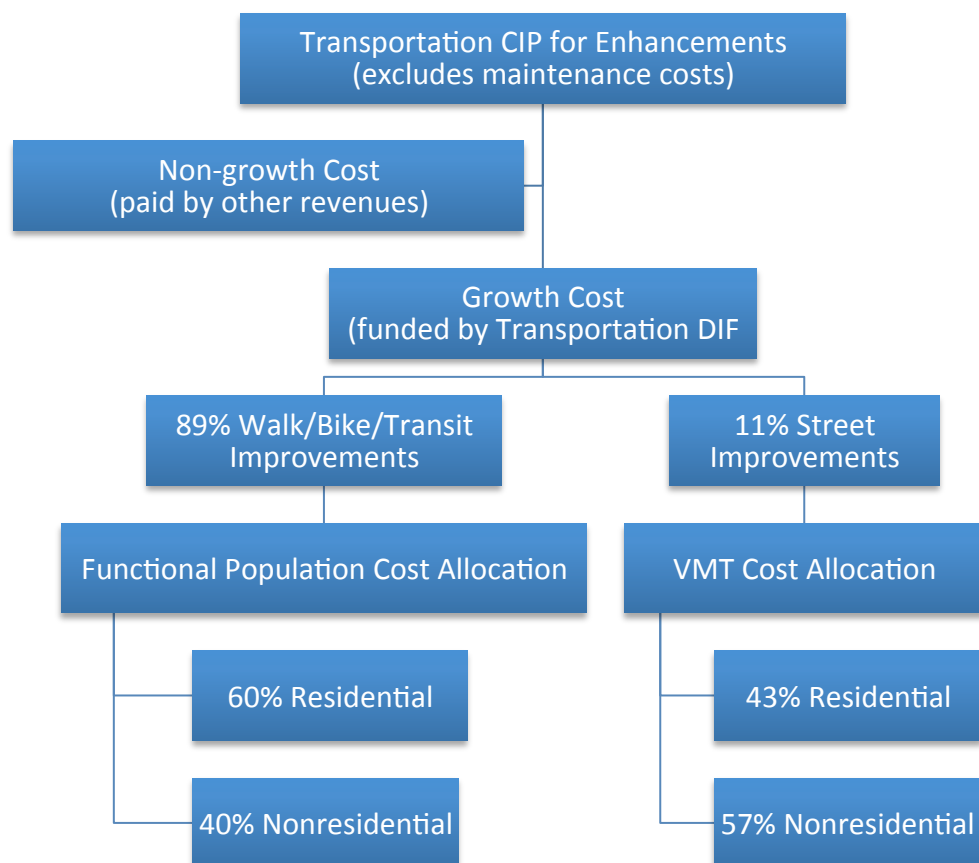 Transportation CIP for Enhancements
(excludes maintenance costs)
Non-growth Cost
(paid by other revenues)
Growth Cost
(funded by Transportation DIF
89% Walk/Bike/Transit
Improvements
11% Street
Improvements
Functional Population Cost Allocation
VMT Cost Allocation
60% Residential
43% Residential
40% Nonresidential
57% Nonresidential